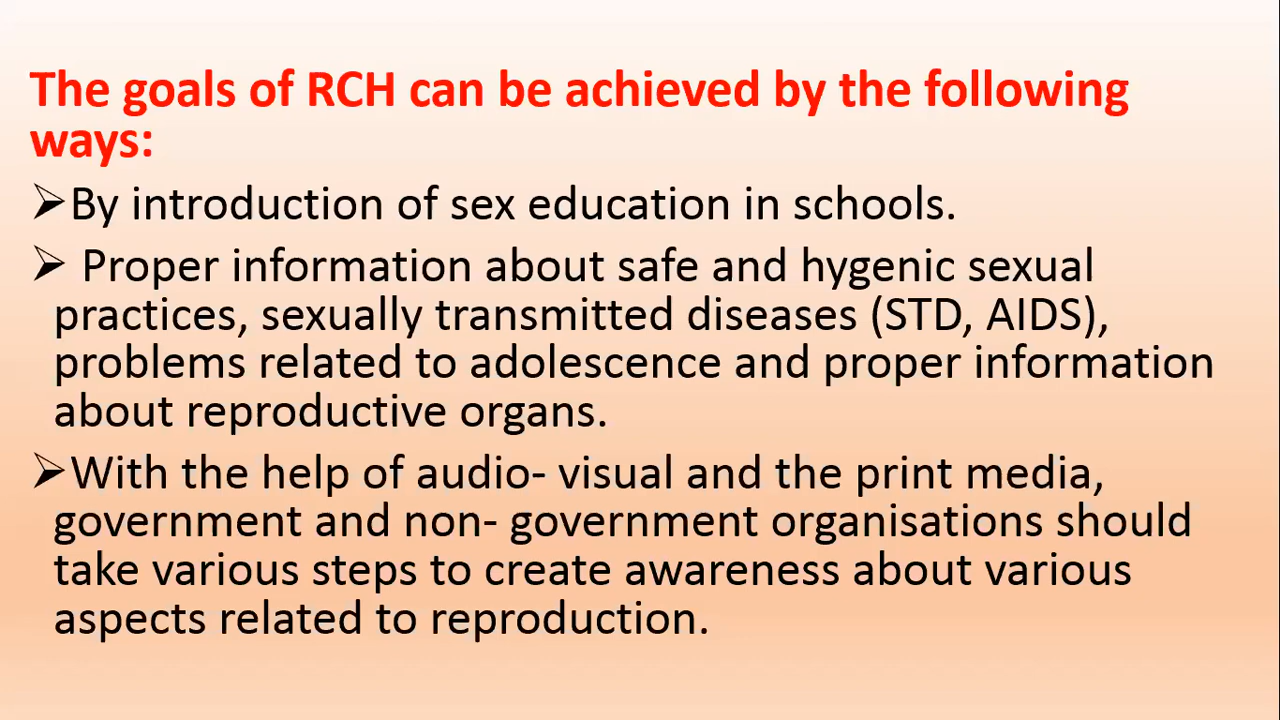 The goals of RCH can be achieved by the following
ways:
➢By introduction of sex education in schools.
➢ Proper information about safe and hygenic sexual
practices, sexually transmitted diseases (STD, AIDS),
problems related to adolescence and proper information
about reproductive organs.
➢With the help of audio- visual and the print media,
government and non- government organisations should
take various steps to create awareness about various
aspects related to reproduction.